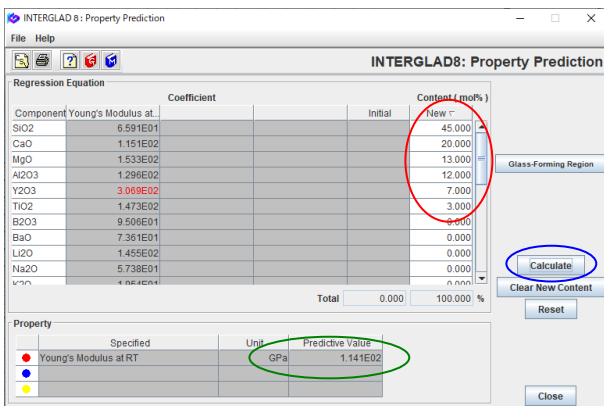 INTERGLAD 8 : Property Prediction
File Help
INTERGLAD8: Property Prediction
Regression Equation
Coefficient Content ( mol% )
Component Young's Modulus at... Initial New
SiO2 6.591E01 45.000
CaO 1.151E02 20.000
MgO 1.533E02 13.000
Al2O3 1.296E02 12.000
Y2O3 3.069E02 7.000
TiO2 1.473E02 3.000
B2O3 9.506E01 0.000
BaO 7.361E01 0.000
Li2O 1.455E02 0.000
Na2O 5.738E01 0.000
Total 0.000 100.000 %
Glass-Forming Region
Calculate
Clear New Content
Reset
Property
Specified Unit Predictive Value
Young's Modulus at RT GPa 1.141E02
Close